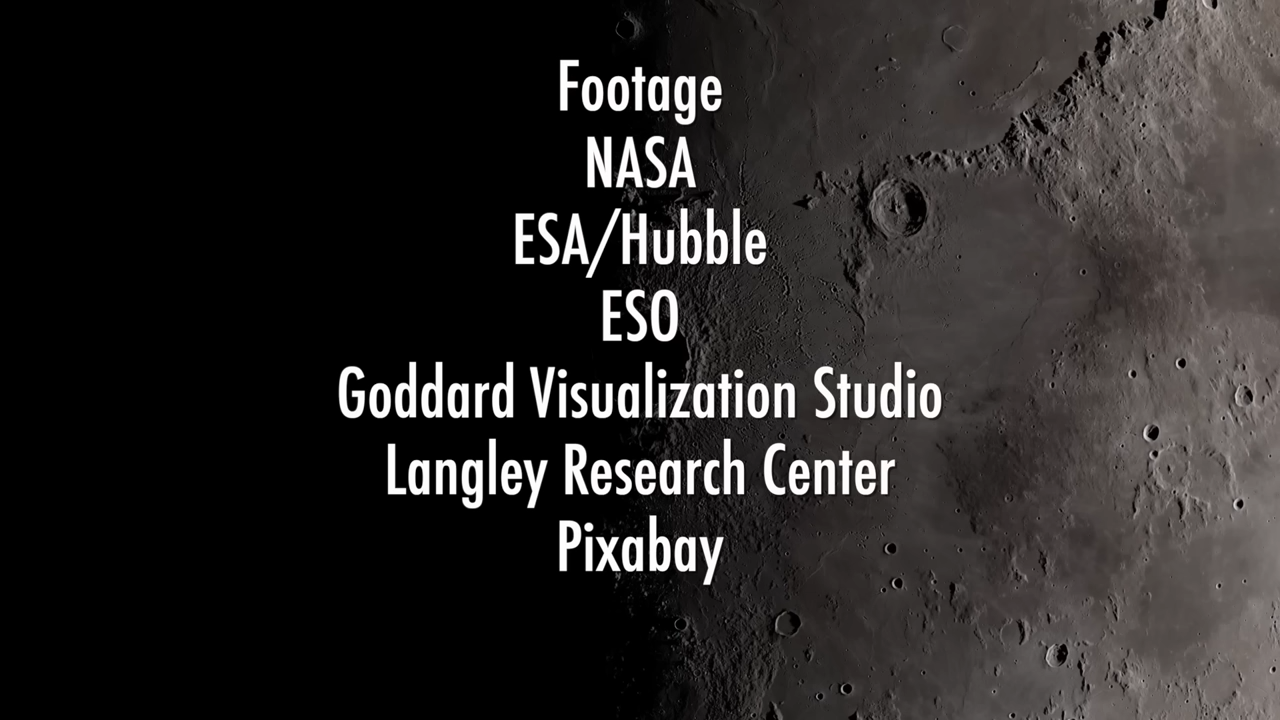 Footage
NASA
ESA/Hubble
ESO
Goddard Visualization Studio
Langley Research Center
Pixabay